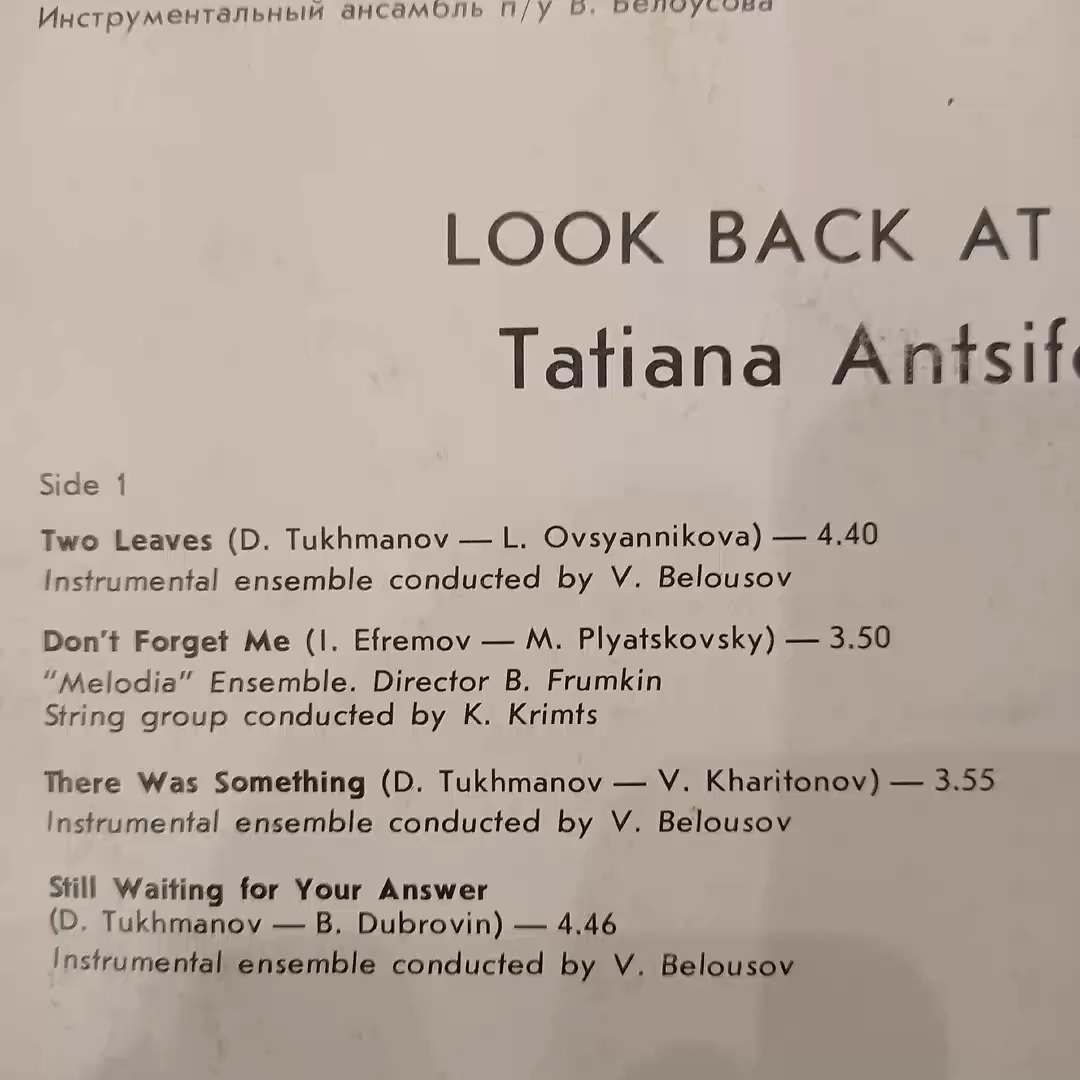 Инструментальный ансамбль п/у В. Белоусова
LOOK BACK AT
Tatiana Antsif
Side 1
Two Leaves (D. Tukhmanov — L. Ovsyannikova) — 4.40
Instrumental ensemble conducted by V. Belousov
Don't Forget Me (I. Efremov — M. Plyatskovsky) — 3.50
"Melodia" Ensemble. Director B. Frumkin
String group conducted by K. Krimts
There Was Something (D. Tukhmanov — V. Kharitonov) — 3.55
Instrumental ensemble conducted by V. Belousov
Still Waiting for Your Answer
(D. Tukhmanov — B. Dubrovin) — 4.46
Instrumental ensemble conducted by V. Belousov